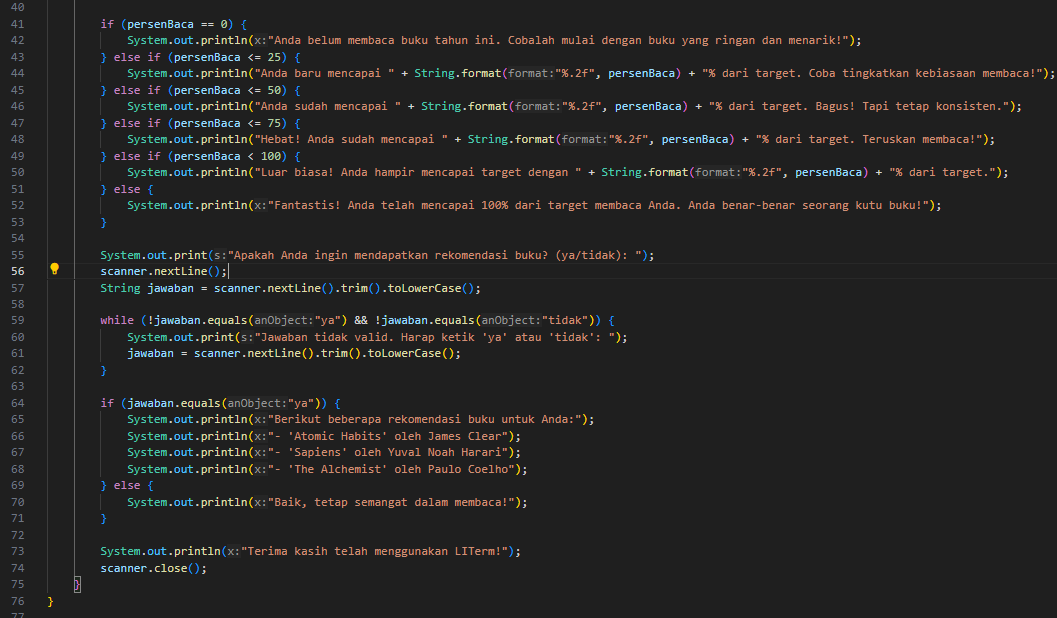 40
41 if (persenBaca == 0) {
42 System.out.println(x:"Anda belum membaca buku tahun ini. Cobalah mulai dengan buku yang ringan dan menarik!");
43 } else if (persenBaca <= 25) {
44 System.out.println("Anda baru mencapai " + String.format(format:"%.2f", persenBaca) + "% dari target. Coba tingkatkan kebiasaan membaca!");
45 } else if (persenBaca <= 50) {
46 System.out.println("Anda sudah mencapai " + String.format(format:"%.2f", persenBaca) + "% dari target. Bagus! Tapi tetap konsisten.");
47 } else if (persenBaca <= 75) {
48 System.out.println("Hebat! Anda sudah mencapai " + String.format(format:"%.2f", persenBaca) + "% dari target. Teruskan membaca!");
49 } else if (persenBaca < 100) {
50 System.out.println("Luar biasa! Anda hampir mencapai target dengan " + String.format(format:"%.2f", persenBaca) + "% dari target.");
51 } else {
52 System.out.println(x:"Fantastis! Anda telah mencapai 100% dari target membaca Anda. Anda benar-benar seorang kutu buku!");
53 }
54
55 System.out.print(s:"Apakah Anda ingin mendapatkan rekomendasi buku? (ya/tidak): ");
56 scanner.nextLine();
57 String jawaban = scanner.nextLine().trim().toLowerCase();
58
59 while (!jawaban.equals(anObject:"ya") && !jawaban.equals(anObject:"tidak")) {
60 System.out.print(s:"Jawaban tidak valid. Harap ketik 'ya' atau 'tidak': ");
61 jawaban = scanner.nextLine().trim().toLowerCase();
62 }
63
64 if (jawaban.equals(anObject:"ya")) {
65 System.out.println(x:"Berikut beberapa rekomendasi buku untuk Anda:");
66 System.out.println(x:"- 'Atomic Habits' oleh James Clear");
67 System.out.println(x:"- 'Sapiens' oleh Yuval Noah Harari");
68 System.out.println(x:"- 'The Alchemist' oleh Paulo Coelho");
69 } else {
70 System.out.println(x:"Baik, tetap semangat dalam membaca!");
71 }
72
73 System.out.println(x:"Terima kasih telah menggunakan LITerm!");
74 scanner.close();
75 }
76 }
77